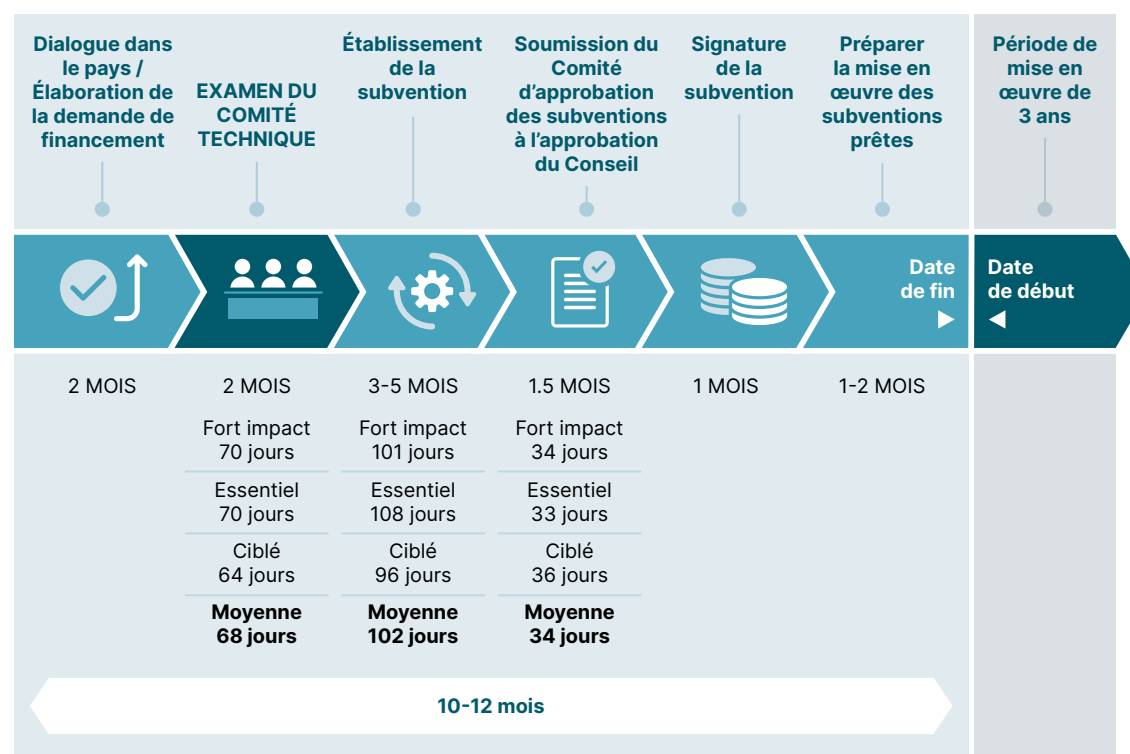 Dialogue dans
le pays /
Élaboration de
la demande de
financement
EXAMEN DU
COMITÉ
TECHNIQUE
Établissement
de la
subvention
Soumission du
Comité
d’approbation
des subventions
à l’approbation
du Conseil
Signature
de la
subvention
Préparer
la mise en
œuvre des
subventions
prêtes
Période de
mise en
œuvre de
3 ans
Date
de fin
Date
de début
2 MOIS
2 MOIS
Fort impact
70 jours
Essentiel
70 jours
Ciblé
64 jours
Moyenne
68 jours
3-5 MOIS
Fort impact
101 jours
Essentiel
108 jours
Ciblé
96 jours
Moyenne
102 jours
1.5 MOIS
Fort impact
34 jours
Essentiel
33 jours
Ciblé
36 jours
Moyenne
34 jours
1 MOIS
1-2 MOIS
10-12 mois